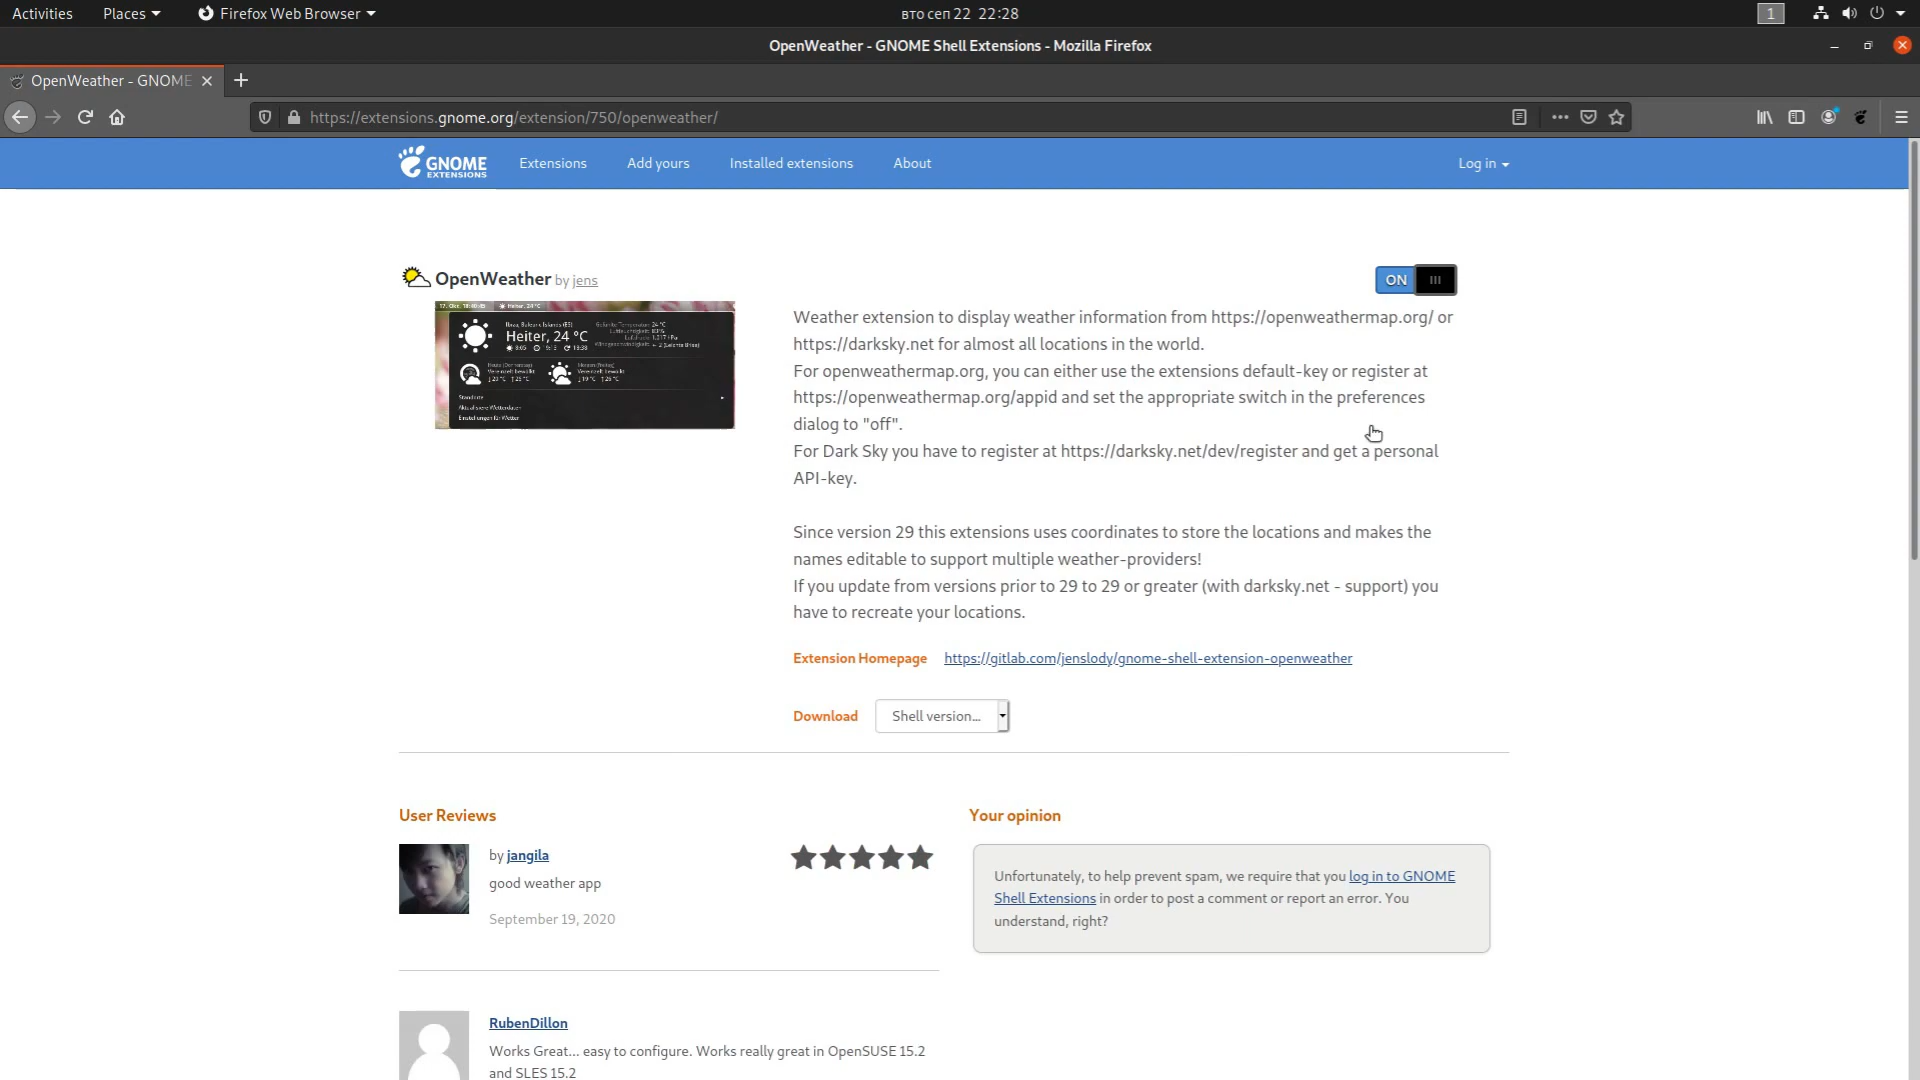 Activities
Places
Firefox Web Browser
вто сеп 22 22:28
1
OpenWeather - GNOME Shell Extensions - Mozilla Firefox
OpenWeather - GNOME
https://extensions.gnome.org/extension/750/openweather/
GNOME
EXTENSIONS
Extensions
Add yours
Installed extensions
About
Log in
OpenWeather by jens
ON
Heiter, 24 °C
Weather extension to display weather information from https://openweathermap.org/ or
https://darksky.net for almost all locations in the world.
For openweathermap.org, you can either use the extensions default-key or register at
https://openweathermap.org/appid and set the appropriate switch in the preferences
dialog to "off".
For Dark Sky you have to register at https://darksky.net/dev/register and get a personal
API-key.
Since version 29 this extensions uses coordinates to store the locations and makes the
names editable to support multiple weather-providers!
If you update from versions prior to 29 to 29 or greater (with darksky.net - support) you
have to recreate your locations.
Extension Homepage
https://gitlab.com/jenslody/gnome-shell-extension-openweather
Download
Shell version...
User Reviews
by jangila
good weather app
September 19, 2020
Your opinion
Unfortunately, to help prevent spam, we require that you log in to GNOME
Shell Extensions in order to post a comment or report an error. You
understand, right?
RubenDillon
Works Great... easy to configure. Works really great in OpenSUSE 15.2
and SLES 15.2